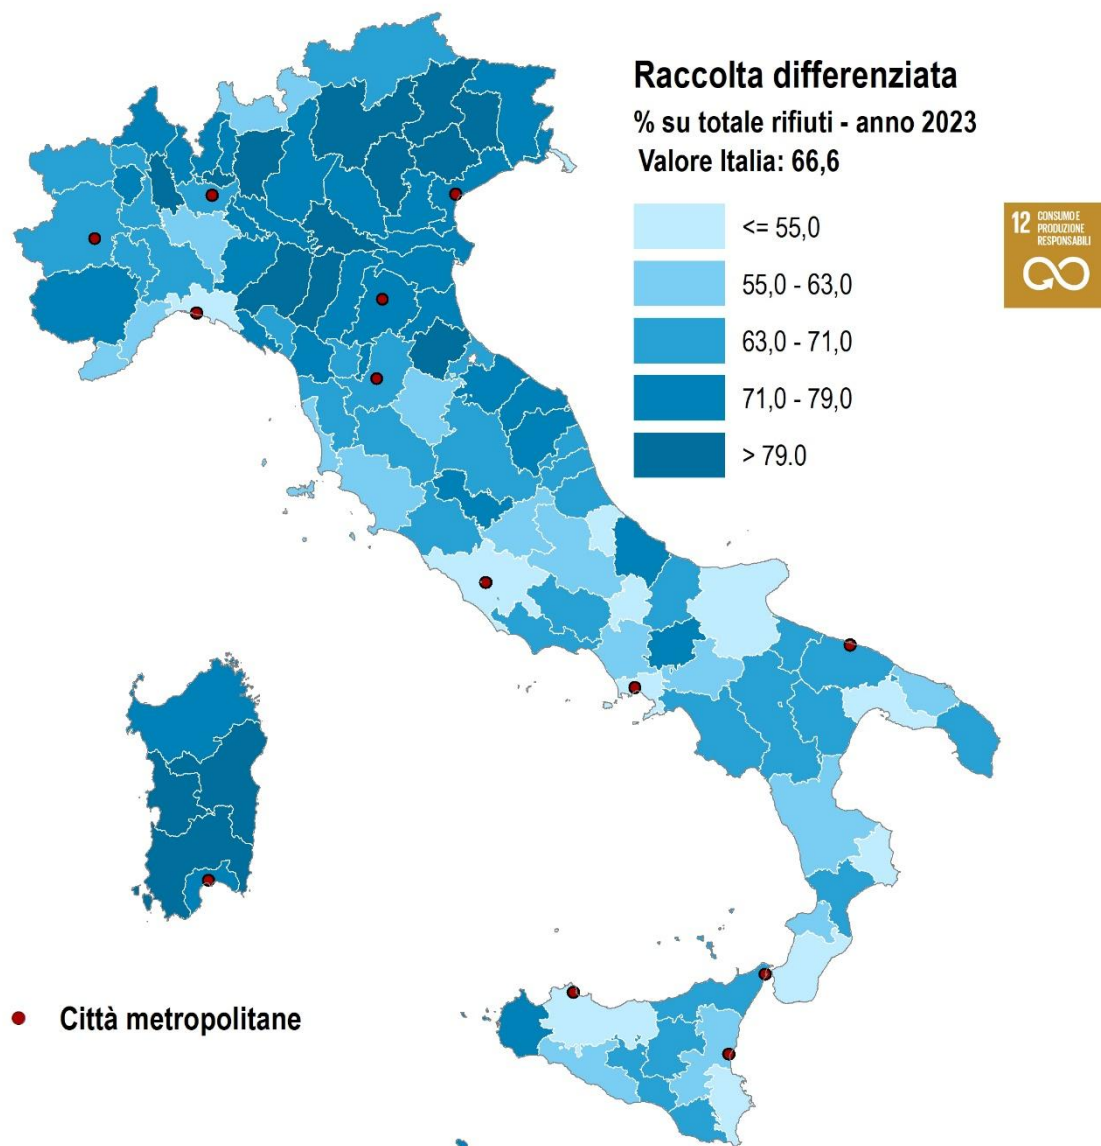 Raccolta differenziata
% su totale rifiuti - anno 2023
Valore Italia: 66,6
<= 55,0
55,0 - 63,0
63,0 - 71,0
71,0 - 79,0
> 79.0
12 CONSUMO E
PRODUZIONE
RESPONSABILI
Città metropolitane